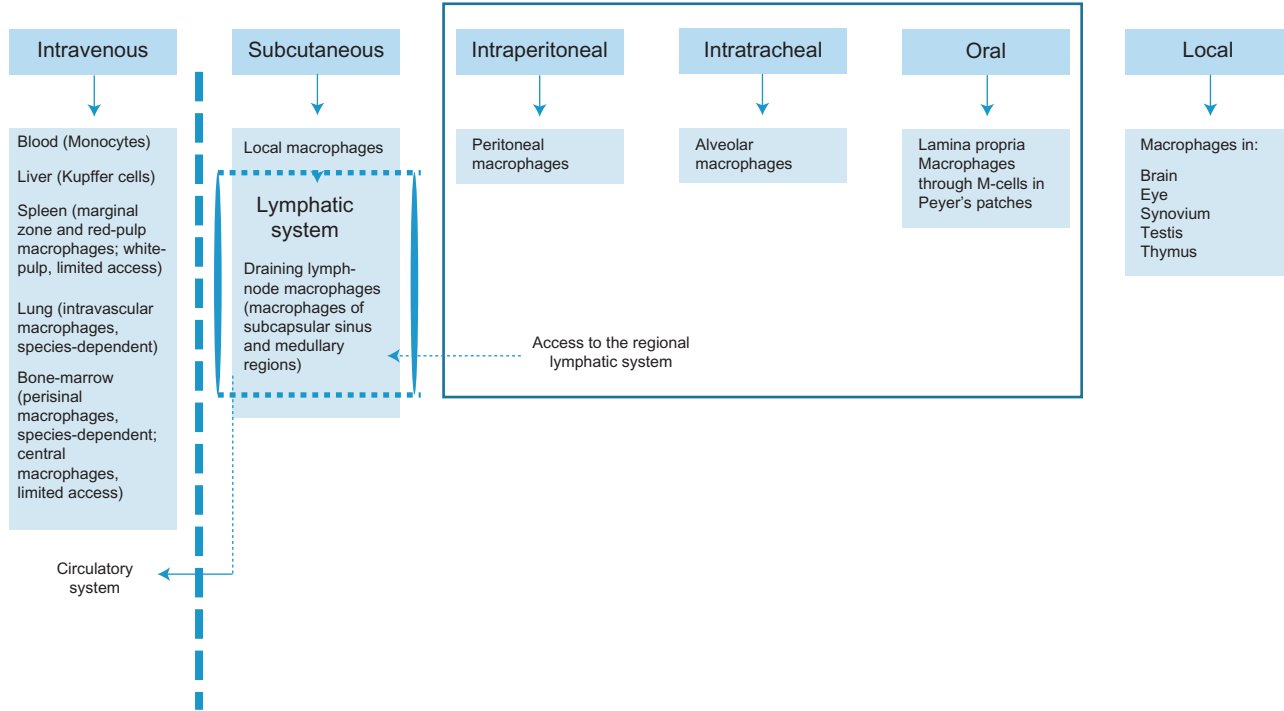 Intravenous
Blood (Monocytes)
Liver (Kupffer cells)
Spleen (marginal
zone and red-pulp
macrophages; white-
pulp, limited access)
Lung (intravascular
macrophages,
species-dependent)
Bone-marrow
(perisinal
macrophages,
species-dependent;
central
macrophages,
limited access)
Circulatory
system
Subcutaneous
Local macrophages
Lymphatic
system
Draining lymph-
node macrophages
(macrophages of
subcapsular sinus
and medullary
regions)
Intraperitoneal
Peritoneal
macrophages
Access to the regional
lymphatic system
Intratracheal
Alveolar
macrophages
Oral
Lamina propria
Macrophages
through M-cells in
Peyer's patches
Local
Macrophages in:
Brain
Eye
Synovium
Testis
Thymus